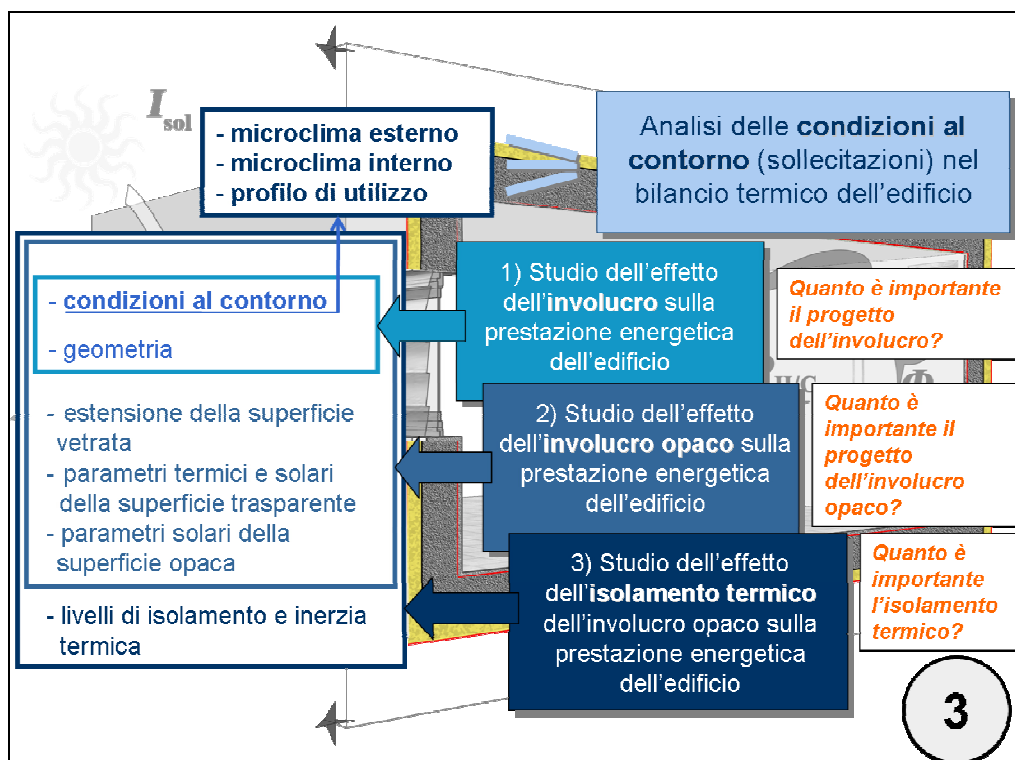 I sol
- microclima esterno
- microclima interno
- profilo di utilizzo
Analisi delle condizioni al
contorno (sollecitazioni) nel
bilancio termico dell'edificio
- condizioni al contorno
- geometria
- estensione della superficie
vetrata
- parametri termici e solari
della superficie trasparente
- parametri solari della
superficie opaca
- livelli di isolamento e inerzia
termica
1) Studio dell'effetto
dell'involucro sulla
prestazione energetica
dell'edificio
Quanto è importante
il progetto
dell'involucro?
2) Studio dell'effetto
dell'involucro opaco sulla
prestazione energetica
dell'edificio
Quanto è
importante il
progetto
dell'involucro
opaco?
3) Studio dell'effetto
dell'isolamento termico
dell'involucro opaco sulla
prestazione energetica
dell'edificio
Quanto è
importante
l'isolamento
termico?
3